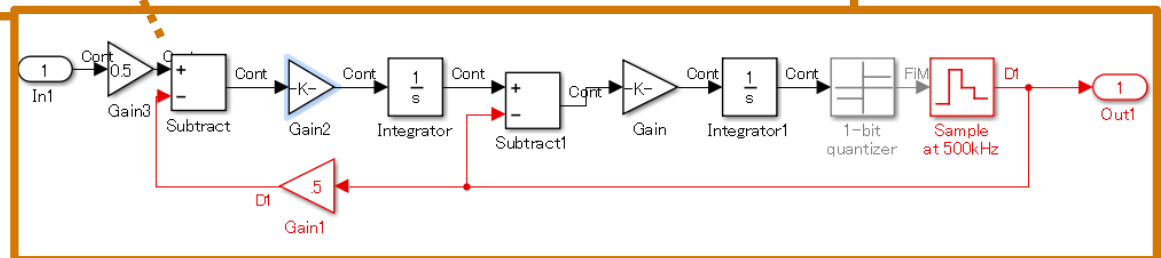 1
In1
Cont
0.5
Gain3
+
−
Subtract
Cont
-K-
Gain2
Cont
1
s
Integrator
Cont
+
−
Subtract1
Cont
-K-
Gain
Cont
1
s
Integrator1
Cont
1-bit
quantizer
FiM
Sample
at 500kHz
D1
1
Out1
.5
Gain1
D1